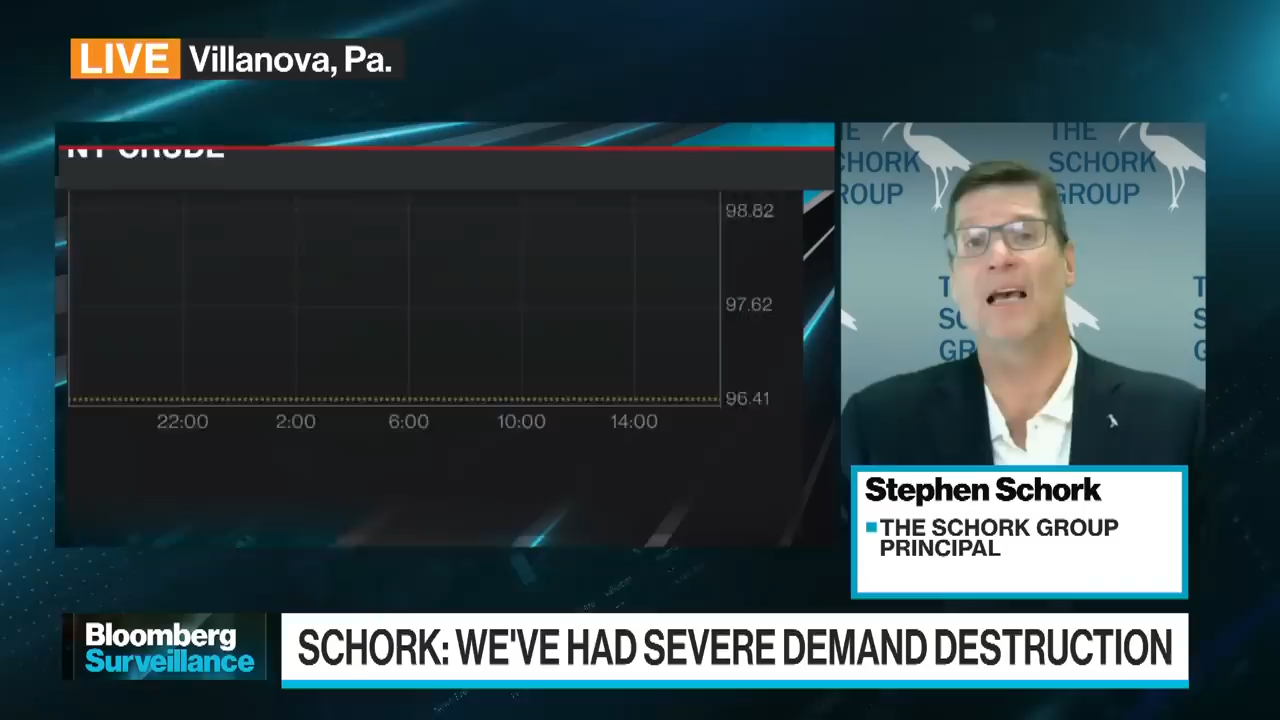 LIVE Villanova, Pa.
NY CRUDE
98.82
97.62
96.41
22:00 2:00 6:00 10:00 14:00
THE
SCHORK
GROUP
THE
SCHORK
GROUP
Stephen Schork
THE SCHORK GROUP
PRINCIPAL
Bloomberg
Surveillance
SCHORK: WE'VE HAD SEVERE DEMAND DESTRUCTION